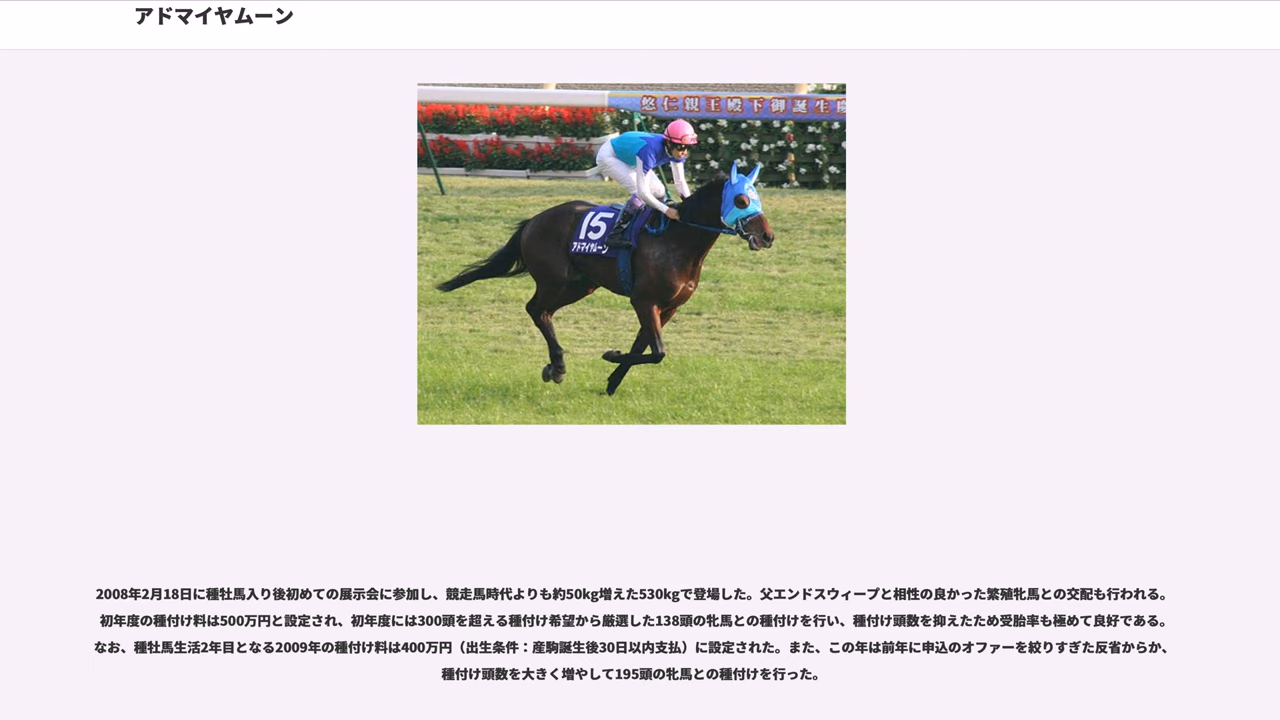 アドマイヤムーン
悠仁親王殿下御誕生慶
15
アドマイヤムーン
2008年2月18日に種牡馬入り後初めての展示会に参加し、競走馬時代よりも約50kg増えた530kgで登場した。父エンドスウィープと相性の良かった繁殖牝馬との交配も行われる。
初年度の種付け料は500万円と設定され、初年度には300頭を超える種付け希望から厳選した138頭の牝馬との種付けを行い、種付け頭数を抑えたため受胎率も極めて良好である。
なお、種牡馬生活2年目となる2009年の種付け料は400万円（出生条件：産駒誕生後30日以内支払）に設定された。また、この年は前年に申込のオファーを絞りすぎた反省からか、
種付け頭数を大きく増やして195頭の牝馬との種付けを行った。